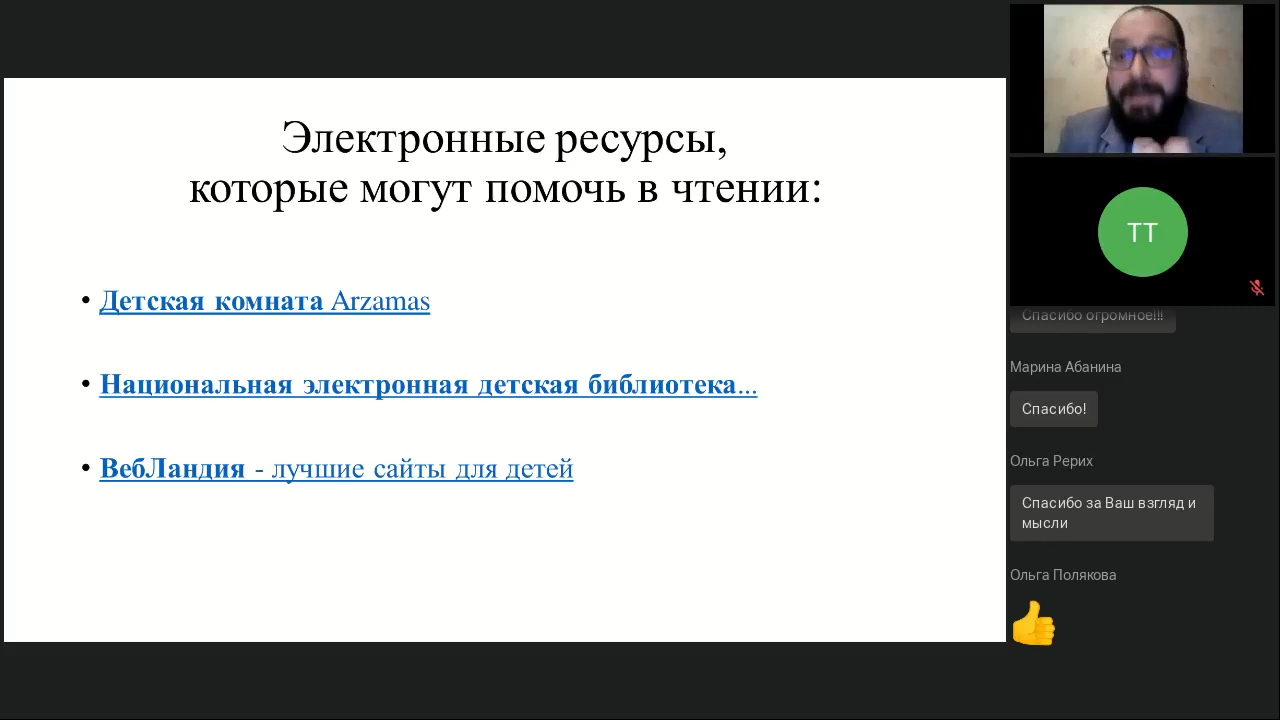 Электронные ресурсы,
которые могут помочь в чтении:
• Детская комната Arzamas
• Национальная электронная детская библиотека...
• ВебЛандия - лучшие сайты для детей
ТТ
Спасибо огромное!!!
Марина Абанина
Спасибо!
Ольга Рерих
Спасибо за Ваш взгляд и
мысли
Ольга Полякова